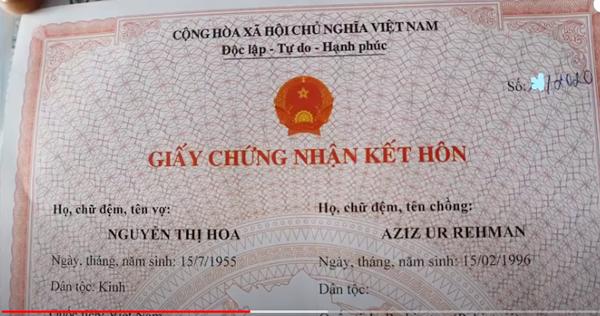 CỘNG HÒA XÃ HỘI CHỦ NGHĨA VIỆT NAM
Độc lập - Tự do - Hạnh phúc
Số: /2020
GIẤY CHỨNG NHẬN KẾT HÔN
Họ, chữ đệm, tên vợ:
NGUYỄN THỊ HOA
Ngày, tháng, năm sinh: 15/7/1955
Dân tộc: Kinh
Họ, chữ đệm, tên chồng:
AZIZ UR REHMAN
Ngày, tháng, năm sinh: 15/02/1996
Dân tộc: